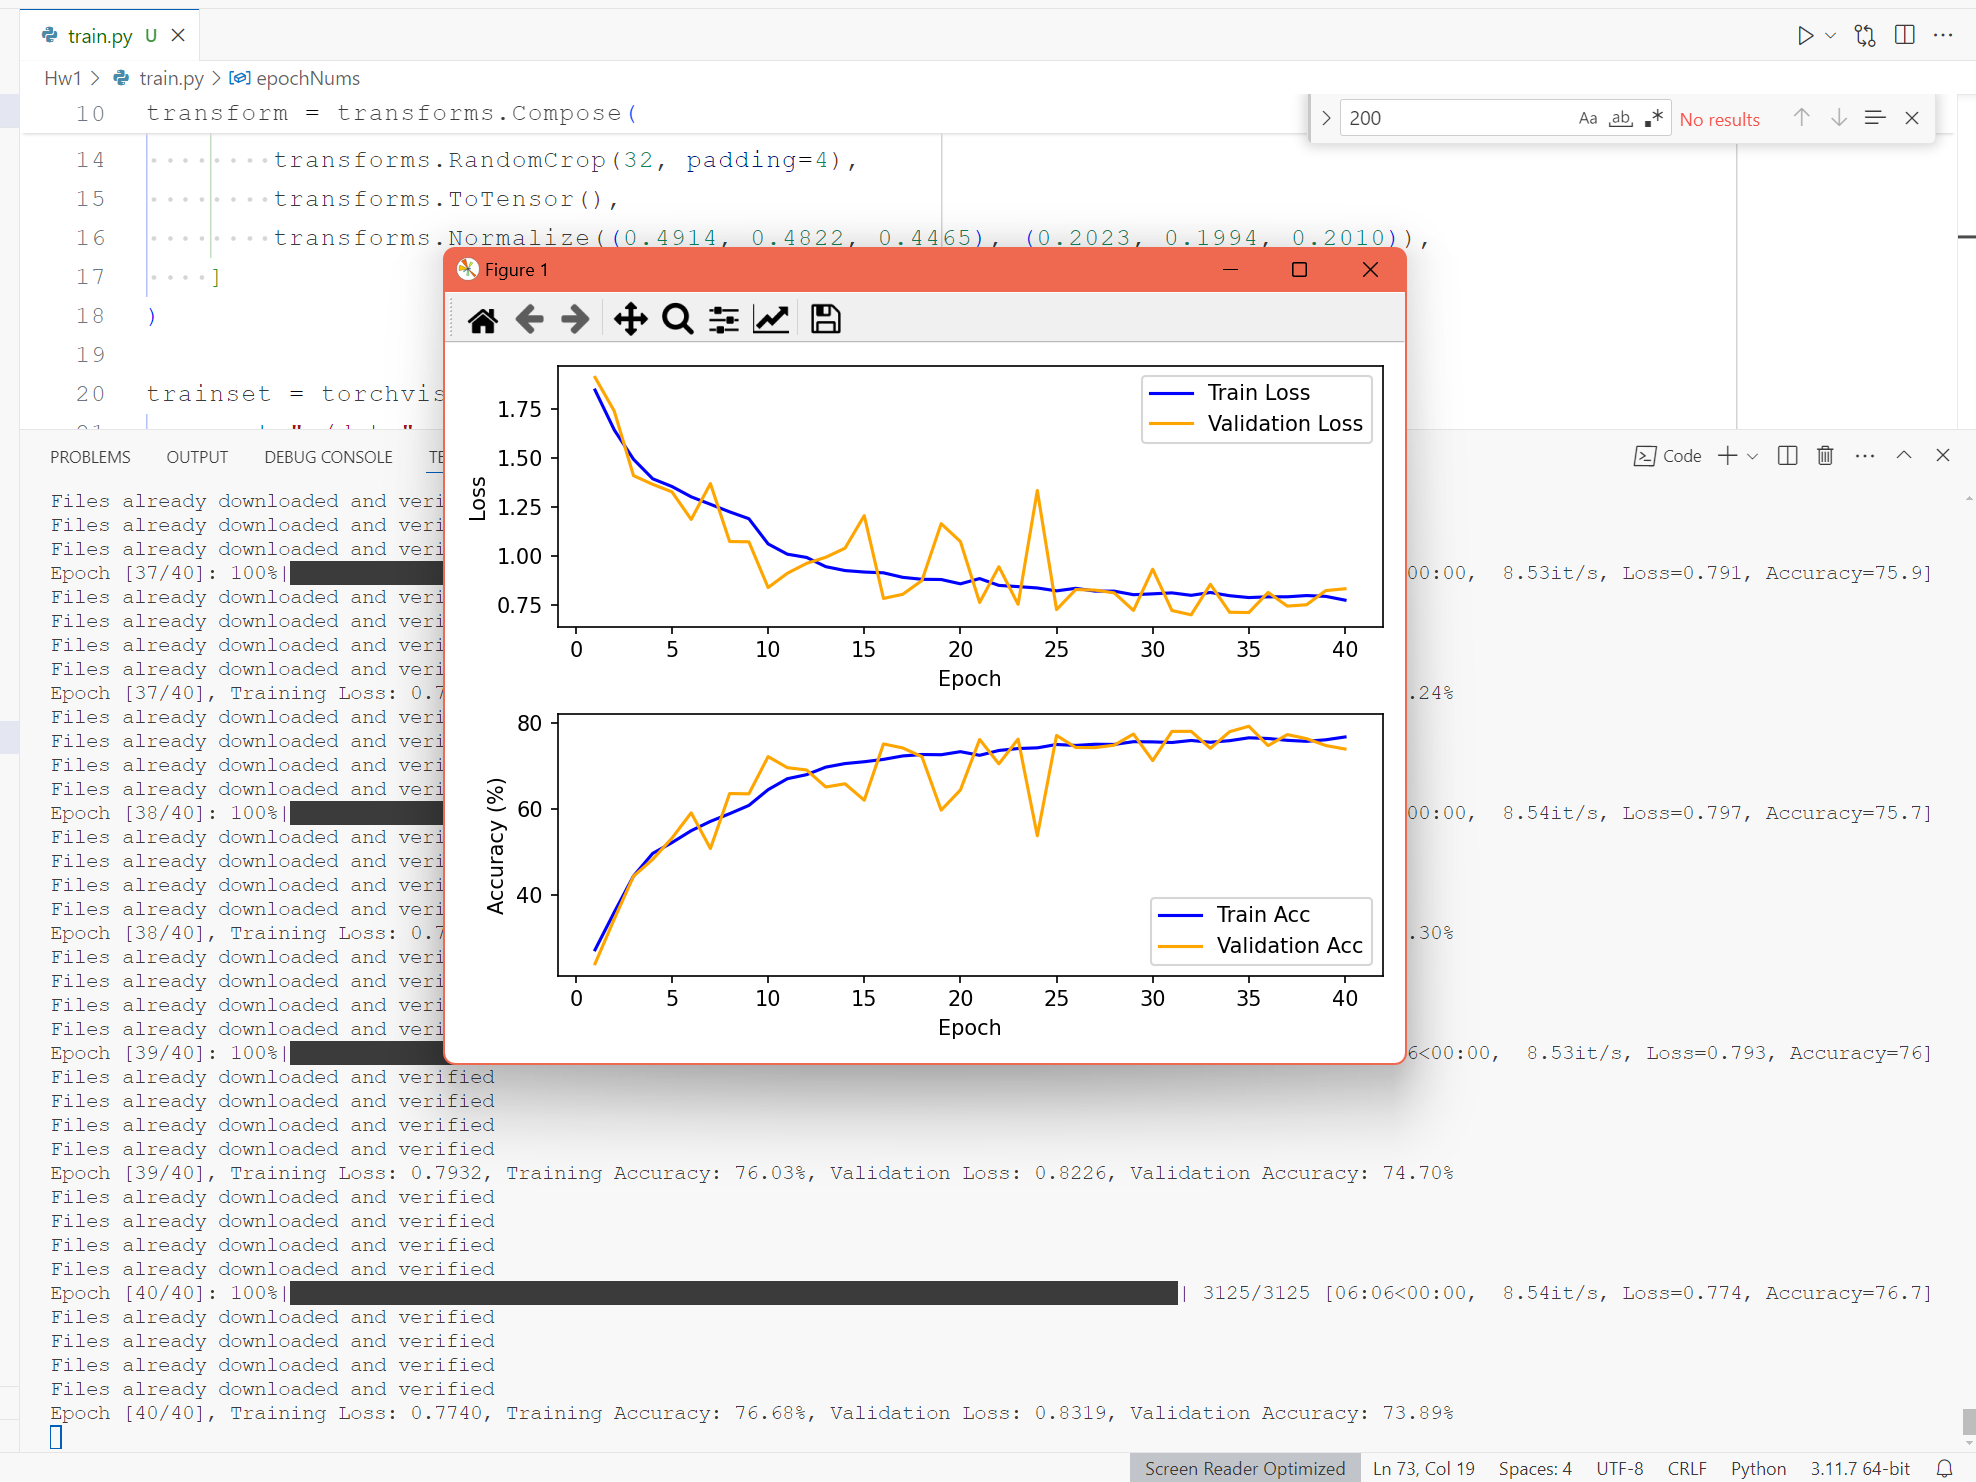 train.py U
Hw1 > train.py > epochNums
10 transform = transforms.Compose(
200 Aa ab .* No results
14 transforms.RandomCrop(32, padding=4),
15 transforms.ToTensor(),
16 transforms.Normalize((0.4914, 0.4822, 0.4465), (0.2023, 0.1994, 0.2010)),
17 ]
18 )
19
20 trainset = torchvis
Figure 1
Train Loss
Validation Loss
1.75
1.50
1.25
1.00
0.75
Loss
0 5 10 15 20 25 30 35 40
Epoch
80
60
40
Accuracy (%)
Train Acc
Validation Acc
0 5 10 15 20 25 30 35 40
Epoch
PROBLEMS OUTPUT DEBUG CONSOLE TE
Code
Files already downloaded and veri
Files already downloaded and veri
Files already downloaded and veri
Epoch [37/40]: 100%| 00:00, 8.53it/s, Loss=0.791, Accuracy=75.9]
Files already downloaded and veri
Files already downloaded and veri
Files already downloaded and veri
Files already downloaded and veri
Epoch [37/40], Training Loss: 0.7 .24%
Files already downloaded and veri
Files already downloaded and veri
Files already downloaded and veri
Files already downloaded and veri
Epoch [38/40]: 100%| 00:00, 8.54it/s, Loss=0.797, Accuracy=75.7]
Files already downloaded and veri
Files already downloaded and veri
Files already downloaded and veri
Files already downloaded and veri
Epoch [38/40], Training Loss: 0.7 .30%
Files already downloaded and veri
Files already downloaded and veri
Files already downloaded and veri
Files already downloaded and veri
Epoch [39/40]: 100%| 6<00:00, 8.53it/s, Loss=0.793, Accuracy=76]
Files already downloaded and verified
Files already downloaded and verified
Files already downloaded and verified
Files already downloaded and verified
Epoch [39/40], Training Loss: 0.7932, Training Accuracy: 76.03%, Validation Loss: 0.8226, Validation Accuracy: 74.70%
Files already downloaded and verified
Files already downloaded and verified
Files already downloaded and verified
Files already downloaded and verified
Epoch [40/40]: 100%| | 3125/3125 [06:06<00:00, 8.54it/s, Loss=0.774, Accuracy=76.7]
Files already downloaded and verified
Files already downloaded and verified
Files already downloaded and verified
Files already downloaded and verified
Epoch [40/40], Training Loss: 0.7740, Training Accuracy: 76.68%, Validation Loss: 0.8319, Validation Accuracy: 73.89%
Screen Reader Optimized Ln 73, Col 19 Spaces: 4 UTF-8 CRLF Python 3.11.7 64-bit